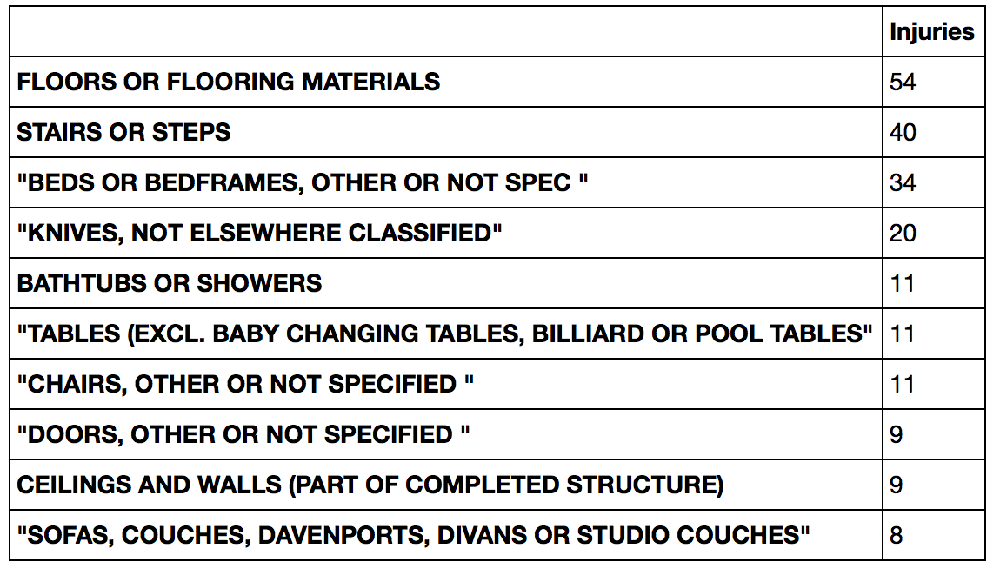 Injuries
FLOORS OR FLOORING MATERIALS 54
STAIRS OR STEPS 40
"BEDS OR BEDFRAMES, OTHER OR NOT SPEC " 34
"KNIVES, NOT ELSEWHERE CLASSIFIED" 20
BATHTUBS OR SHOWERS 11
"TABLES (EXCL. BABY CHANGING TABLES, BILLIARD OR POOL TABLES" 11
"CHAIRS, OTHER OR NOT SPECIFIED " 11
"DOORS, OTHER OR NOT SPECIFIED " 9
CEILINGS AND WALLS (PART OF COMPLETED STRUCTURE) 9
"SOFAS, COUCHES, DAVENPORTS, DIVANS OR STUDIO COUCHES" 8